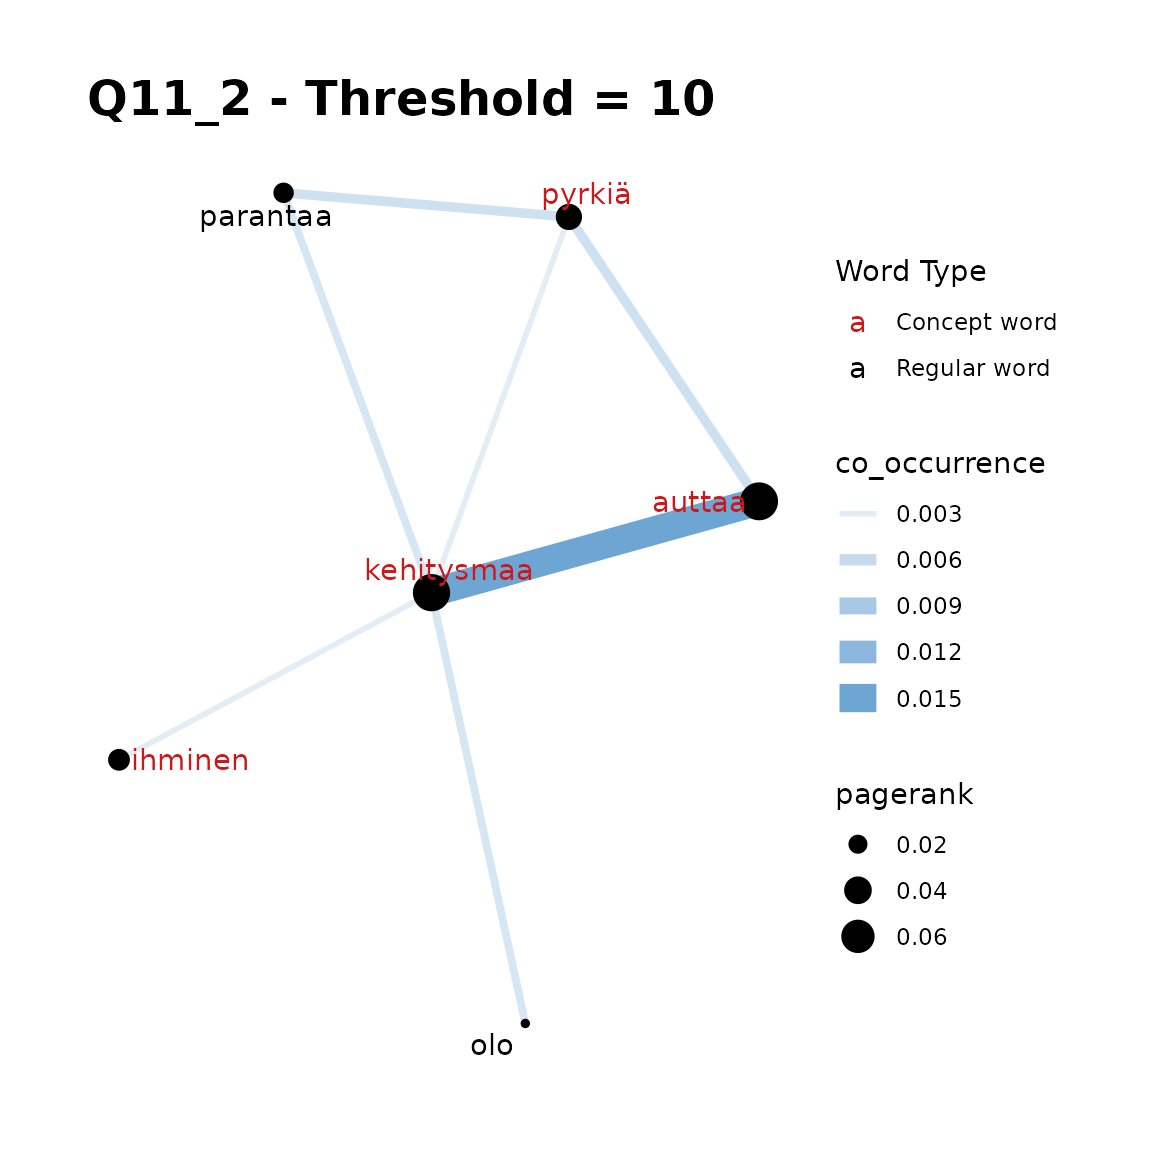 Q11_2 - Threshold = 10
pyrkiä
parantaa
auttaa
kehitysmaa
ihminen
olo
Word Type
a Concept word
a Regular word
co_occurrence
0.003
0.006
0.009
0.012
0.015
pagerank
0.02
0.04
0.06